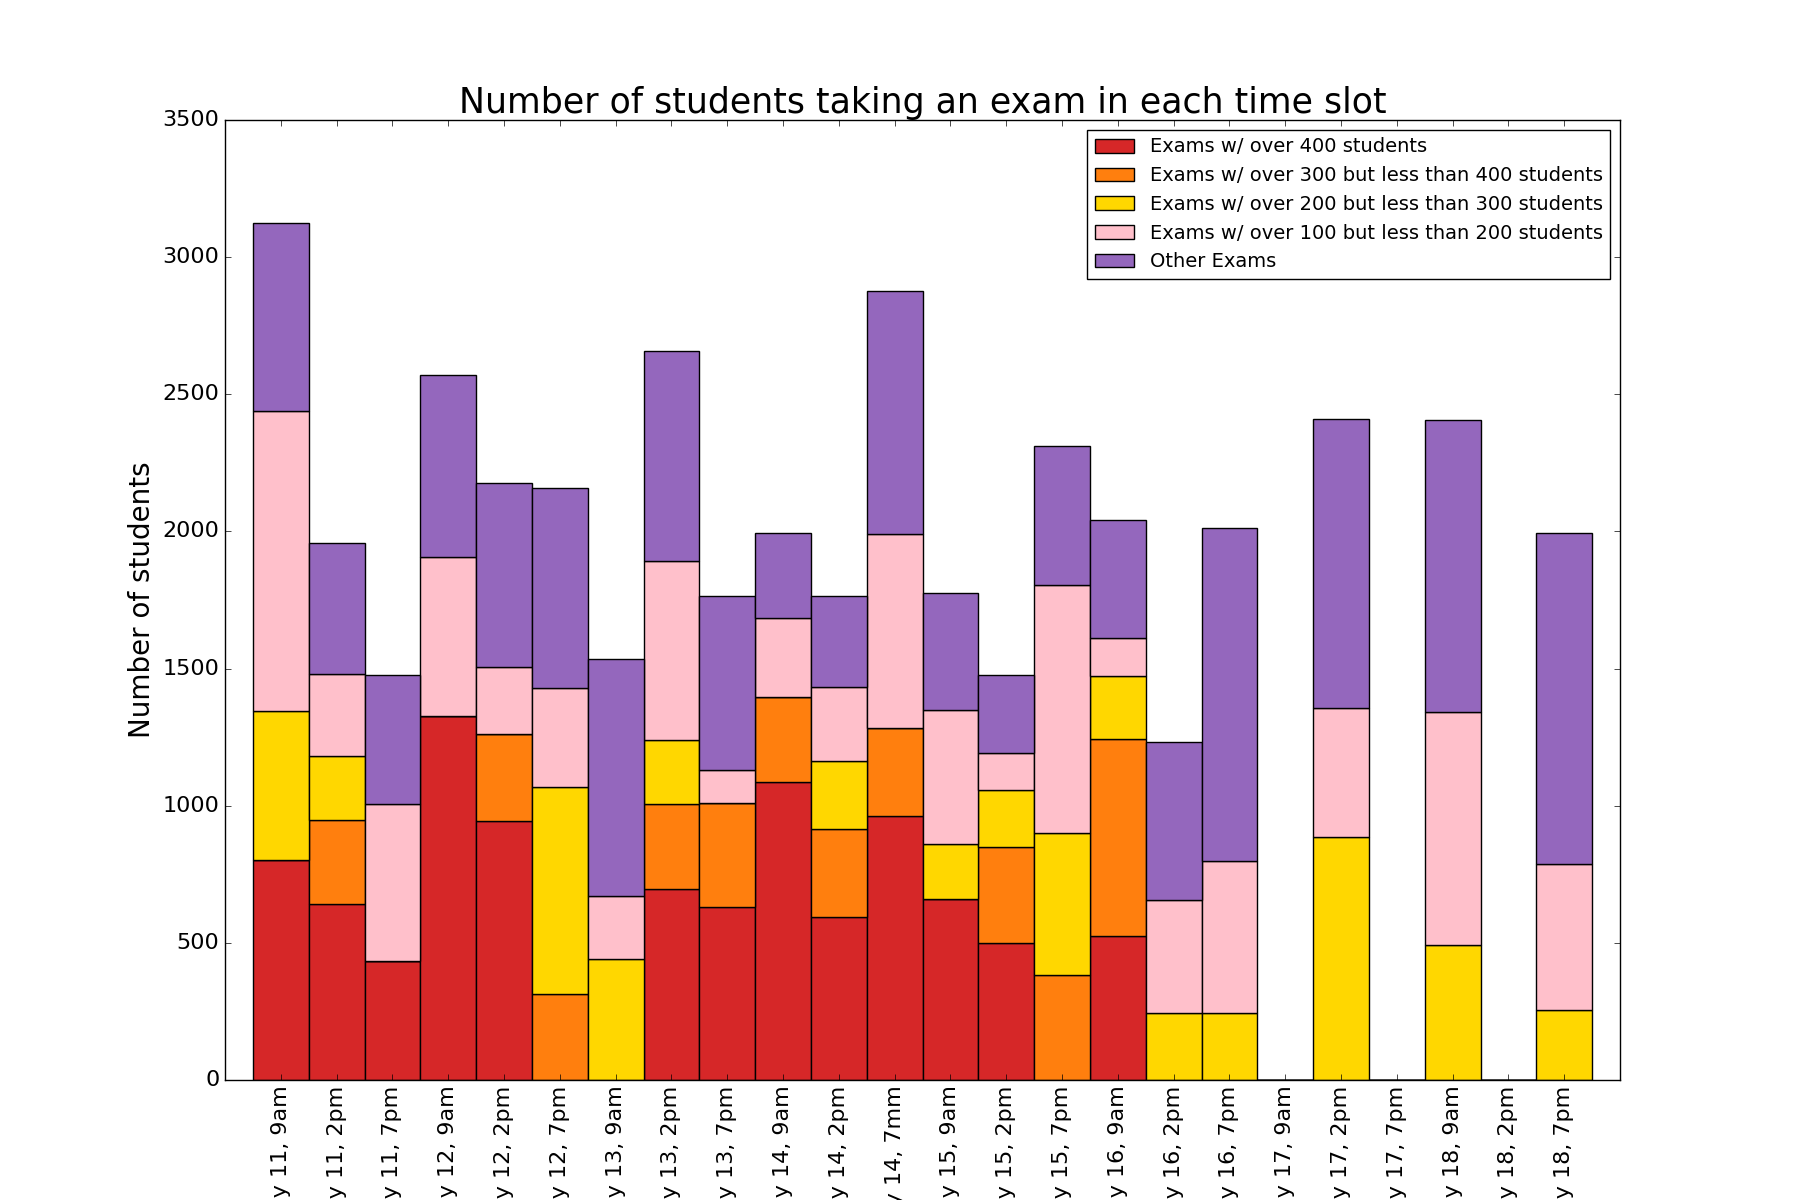 Number of students taking an exam in each time slot
Exams w/ over 400 students
Exams w/ over 300 but less than 400 students
Exams w/ over 200 but less than 300 students
Exams w/ over 100 but less than 200 students
Other Exams
Number of students
3500
3000
2500
2000
1500
1000
500
0
y 11, 9am
y 11, 2pm
y 11, 7pm
y 12, 9am
y 12, 2pm
y 12, 7pm
y 13, 9am
y 13, 2pm
y 13, 7pm
y 14, 9am
y 14, 2pm
y 14, 7mm
y 15, 9am
y 15, 2pm
y 15, 7pm
y 16, 9am
y 16, 2pm
y 16, 7pm
y 17, 9am
y 17, 2pm
y 17, 7pm
y 18, 9am
y 18, 2pm
y 18, 7pm